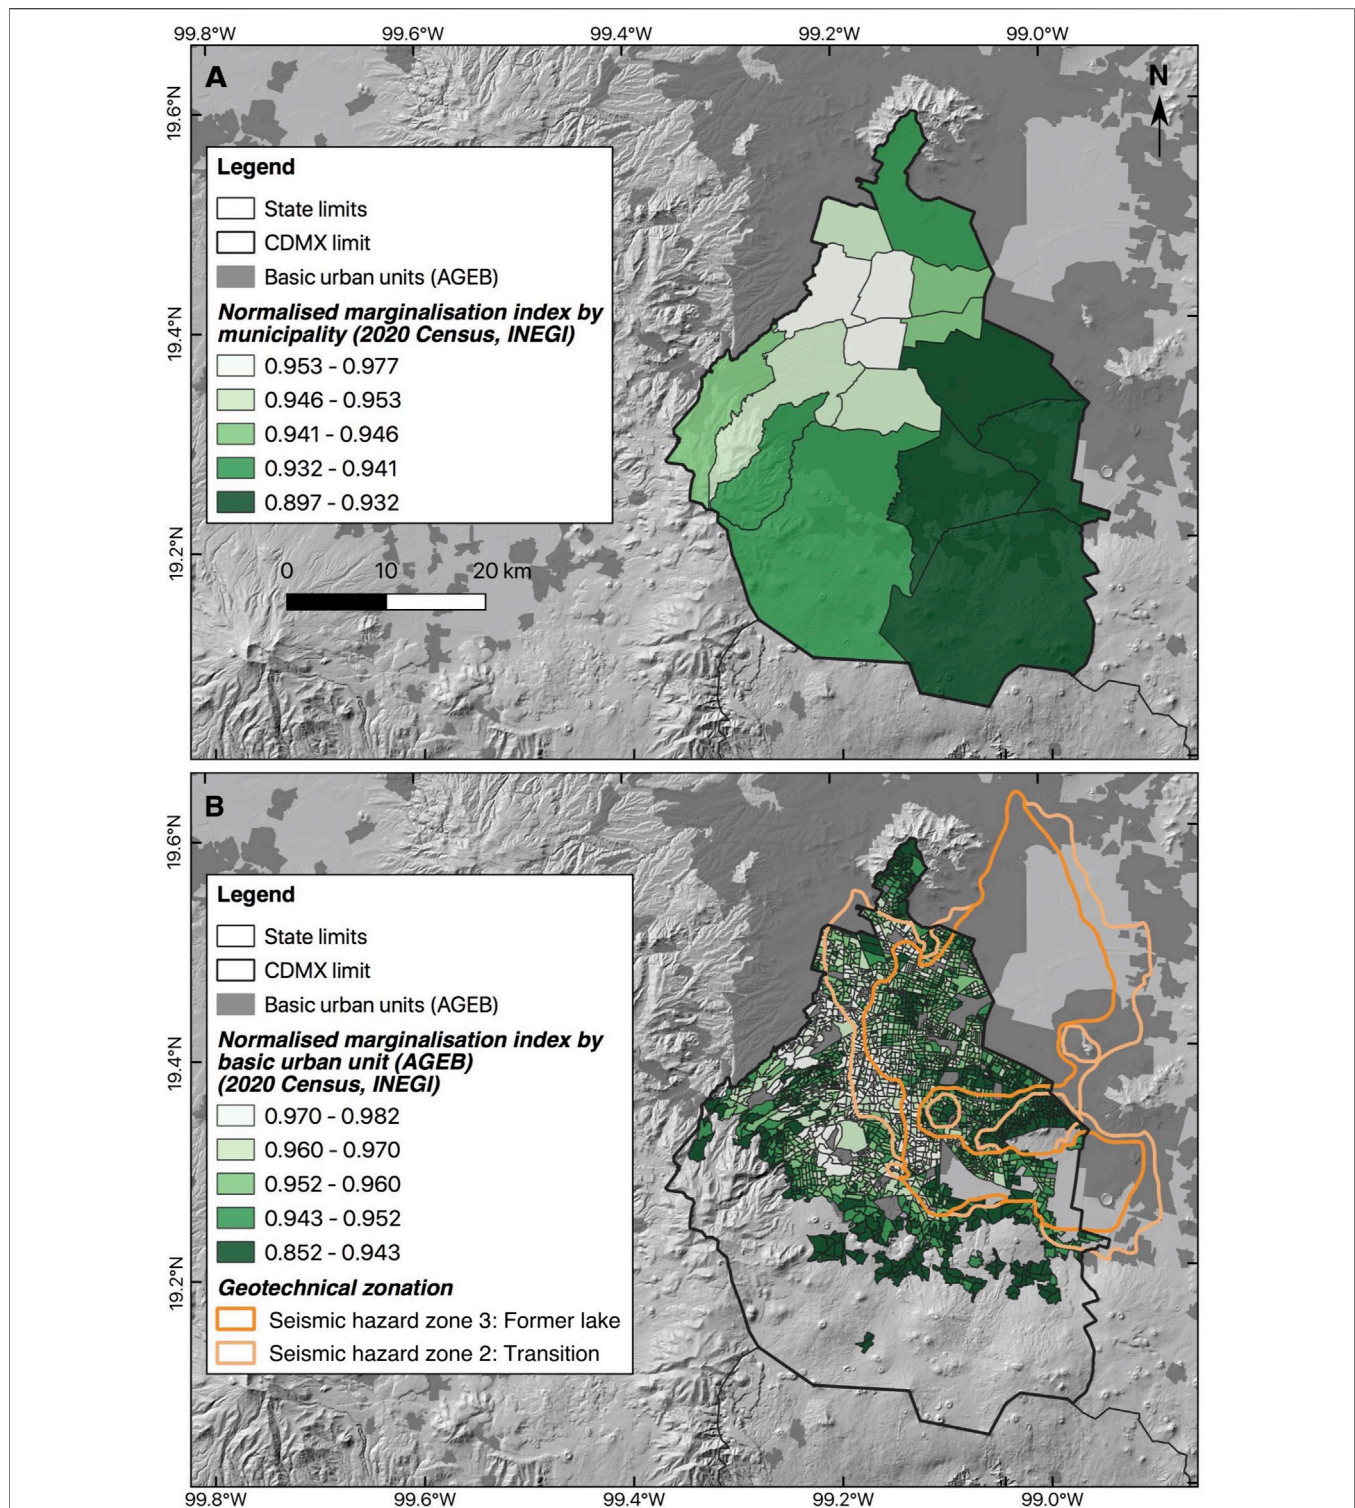 99.8°W 99.6°W 99.4°W 99.2°W 99.0°W
A
N
19.6°N
19.4°N
19.2°N
Legend
State limits
CDMX limit
Basic urban units (AGEB)
Normalised marginalisation index by
municipality (2020 Census, INEGI)
0.953 - 0.977
0.946 - 0.953
0.941 - 0.946
0.932 - 0.941
0.897 - 0.932
0 10 20 km
B
19.6°N
19.4°N
19.2°N
Legend
State limits
CDMX limit
Basic urban units (AGEB)
Normalised marginalisation index by
basic urban unit (AGEB)
(2020 Census, INEGI)
0.970 - 0.982
0.960 - 0.970
0.952 - 0.960
0.943 - 0.952
0.852 - 0.943
Geotechnical zonation
Seismic hazard zone 3: Former lake
Seismic hazard zone 2: Transition
99.8°W 99.6°W 99.4°W 99.2°W 99.0°W